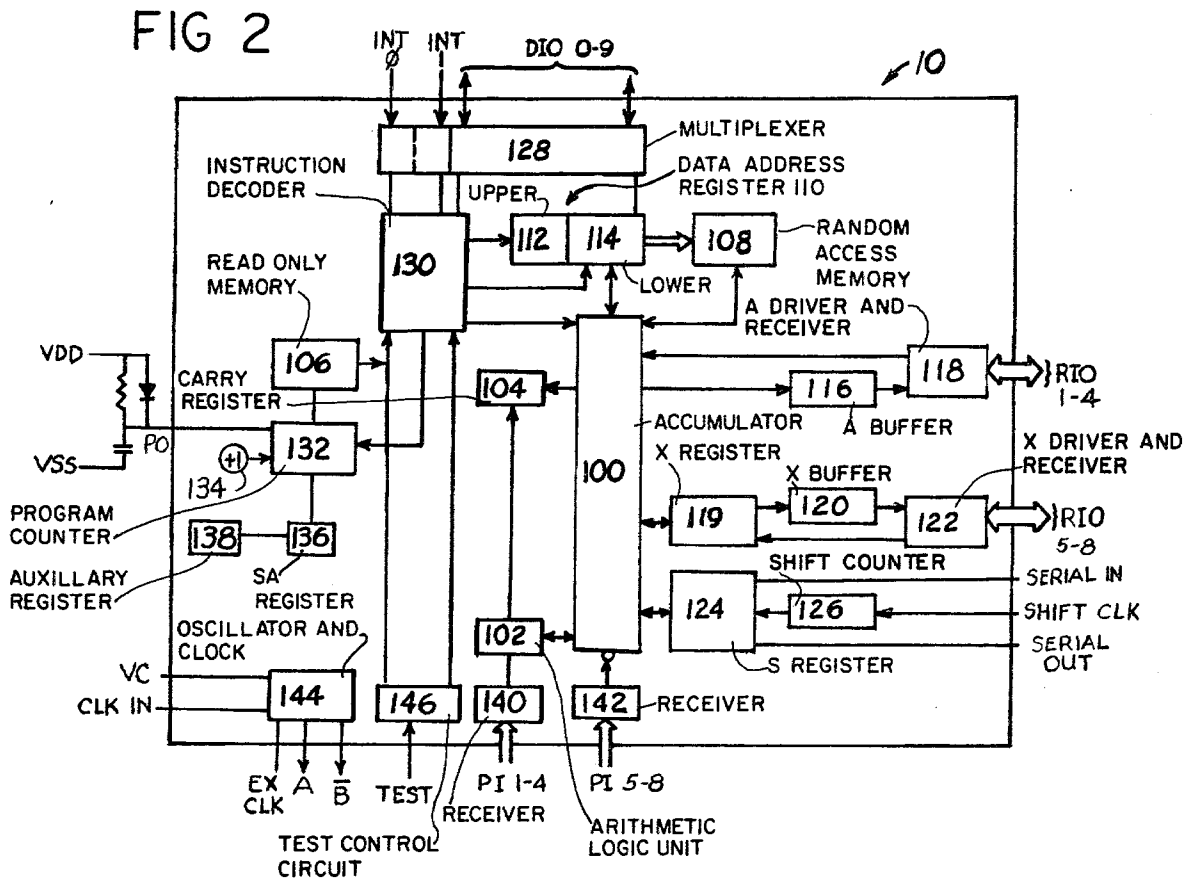 FIG 2
INT
Ø
INT
DIO 0-9
10
MULTIPLEXER
128
INSTRUCTION
DECODER
DATA ADDRESS
REGISTER 110
UPPER
112
114
108
RANDOM
ACCESS
MEMORY
130
READ ONLY
MEMORY
LOWER
A DRIVER AND
RECEIVER
VDD
106
CARRY
REGISTER
104
118
RIO
1-4
116
A BUFFER
ACCUMULATOR
PO
132
VSS
+1
134
100
X REGISTER
X BUFFER
X DRIVER AND
RECEIVER
PROGRAM
COUNTER
119
120
122
RIO
5-8
138
136
AUXILLARY
REGISTER
SA
REGISTER
SHIFT COUNTER
SERIAL IN
124
126
SHIFT CLK
SERIAL
OUT
S REGISTER
OSCILLATOR AND
CLOCK
102
VC
CLK IN
144
146
140
142
RECEIVER
EX
CLK
A
B̅
TEST
PI 1-4
PI 5-8
RECEIVER
TEST CONTROL
CIRCUIT
ARITHMETIC
LOGIC UNIT